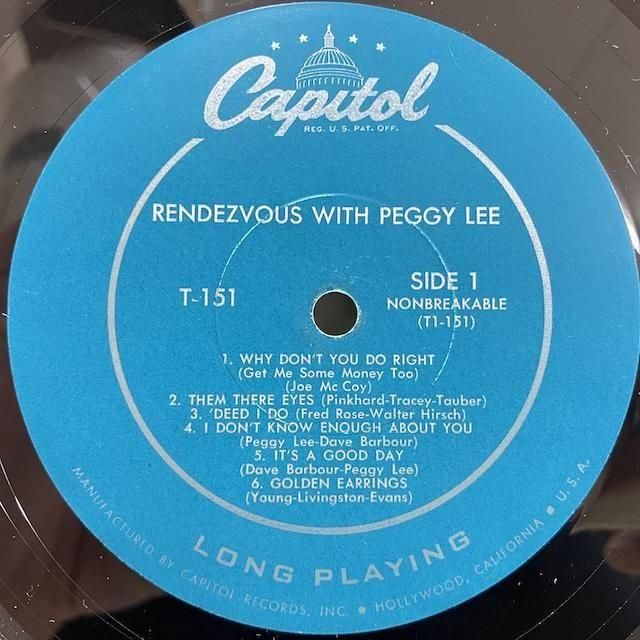 Capitol
REG. U. S. PAT. OFF.
RENDEZVOUS WITH PEGGY LEE
T-151
SIDE 1
NONBREAKABLE
(T1-151)
1. WHY DON'T YOU DO RIGHT
(Get Me Some Money Too)
(Joe Mc Coy)
2. THEM THERE EYES (Pinkhard-Tracey-Tauber)
3. 'DEED I DO (Fred Rose-Walter Hirsch)
4. I DON'T KNOW ENOUGH ABOUT YOU
(Peggy Lee-Dave Barbour)
5. IT'S A GOOD DAY
(Dave Barbour-Peggy Lee)
6. GOLDEN EARRINGS
(Young-Livingston-Evans)
LONG PLAYING
MANUFACTURED BY CAPITOL RECORDS, INC. • HOLLYWOOD, CALIFORNIA • U.S.A.